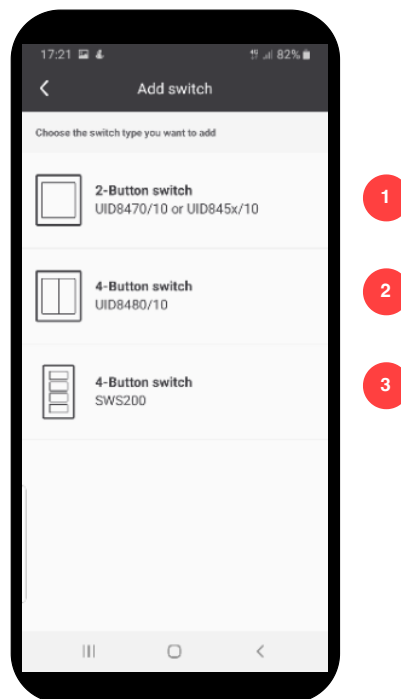 17:21 82%
Add switch
Choose the switch type you want to add
2-Button switch
UID8470/10 or UID845x/10
1
4-Button switch
UID8480/10
2
4-Button switch
SWS200
3